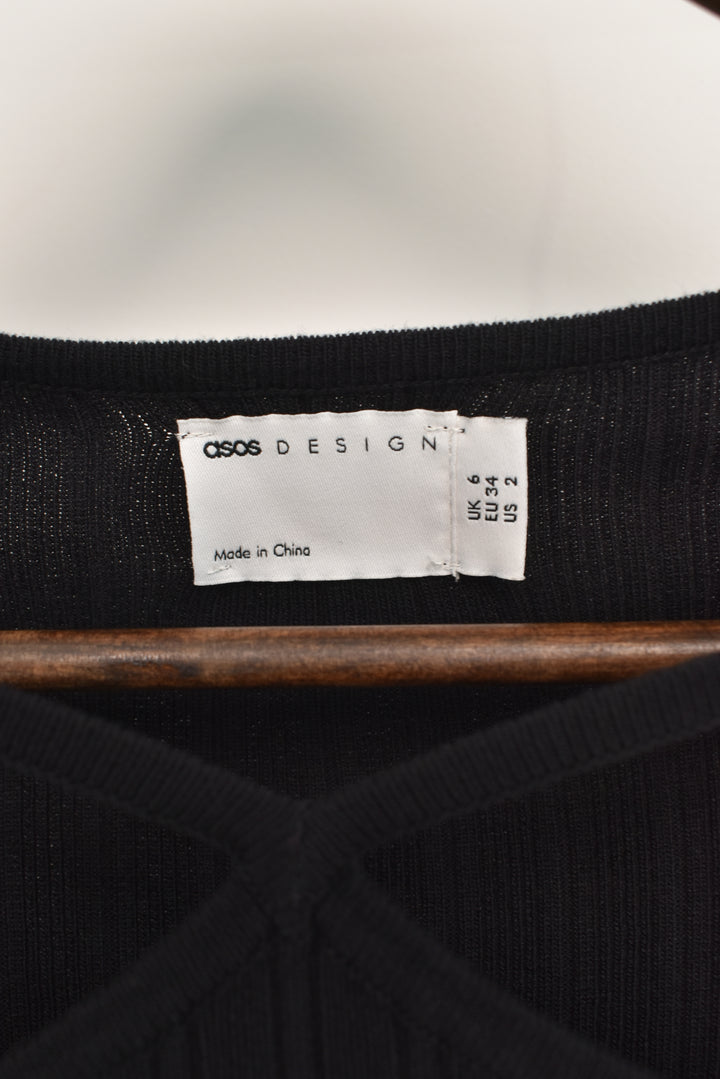 asos DESIGN
Made in China
UK 6
EU 34
US 2